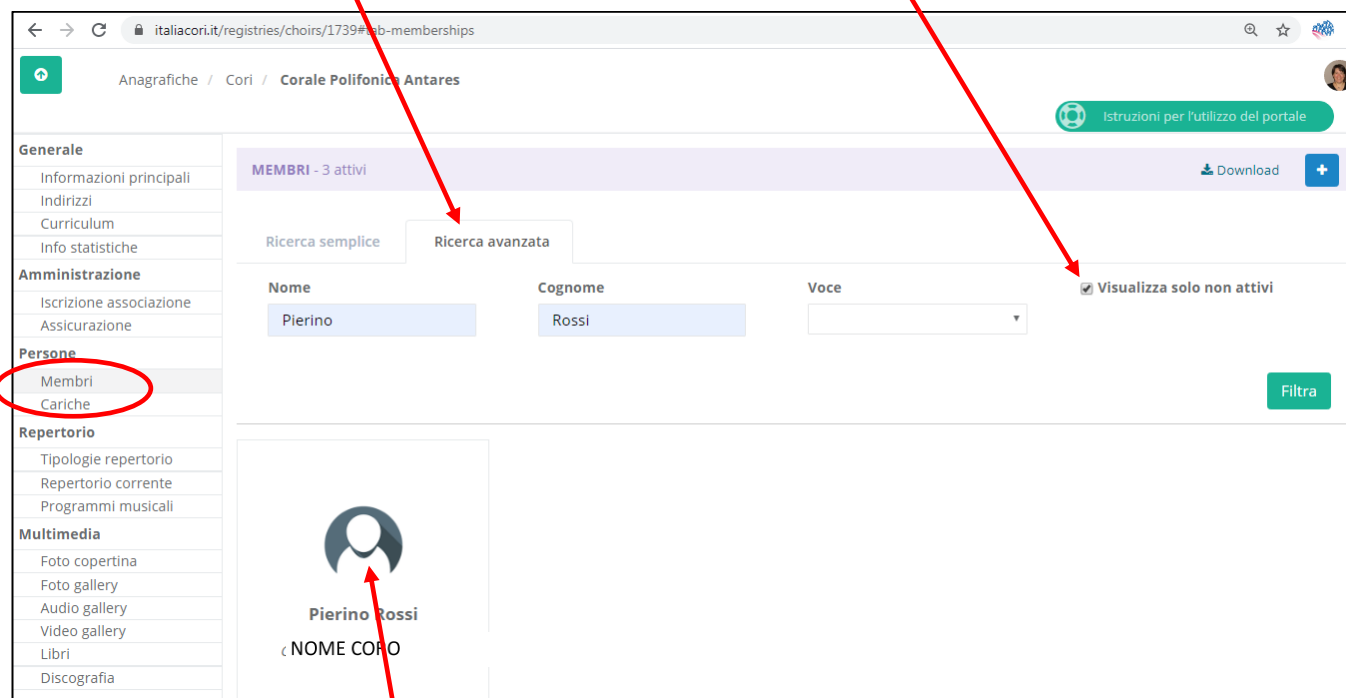 italiacori.it/registries/choirs/1739#tab-memberships
Anagrafiche / Cori / Corale Polifonica Antares
Istruzioni per l'utilizzo del portale
Generale
Informazioni principali
Indirizzi
Curriculum
Info statistiche
Amministrazione
Iscrizione associazione
Assicurazione
Persone
Membri
Cariche
Repertorio
Tipologie repertorio
Repertorio corrente
Programmi musicali
Multimedia
Foto copertina
Foto gallery
Audio gallery
Video gallery
Libri
Discografia
MEMBRI - 3 attivi
Download
Ricerca semplice
Ricerca avanzata
Nome
Cognome
Voce
Visualizza solo non attivi
Pierino
Rossi
Filtra
Pierino Rossi
NOME CORO